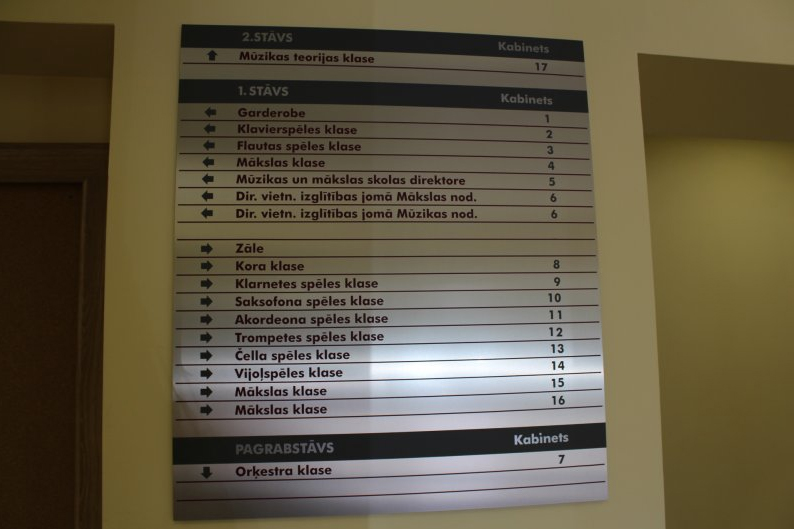 2.STĀVS Kabinets
Mūzikas teorijas klase 17
1.STĀVS Kabinets
Garderobe 1
Klavierspēles klase 2
Flautas spēles klase 3
Mākslas klase 4
Mūzikas un mākslas skolas direktore 5
Dir. vietn. izglītības jomā Mākslas nod. 6
Dir. vietn. izglītības jomā Mūzikas nod. 6
Zāle
Kora klase 8
Klarnetes spēles klase 9
Saksofona spēles klase 10
Akordeona spēles klase 11
Trompetes spēles klase 12
Čella spēles klase 13
Vijoļspēles klase 14
Mākslas klase 15
Mākslas klase 16
PAGRABSTĀVS Kabinets
Orķestra klase 7